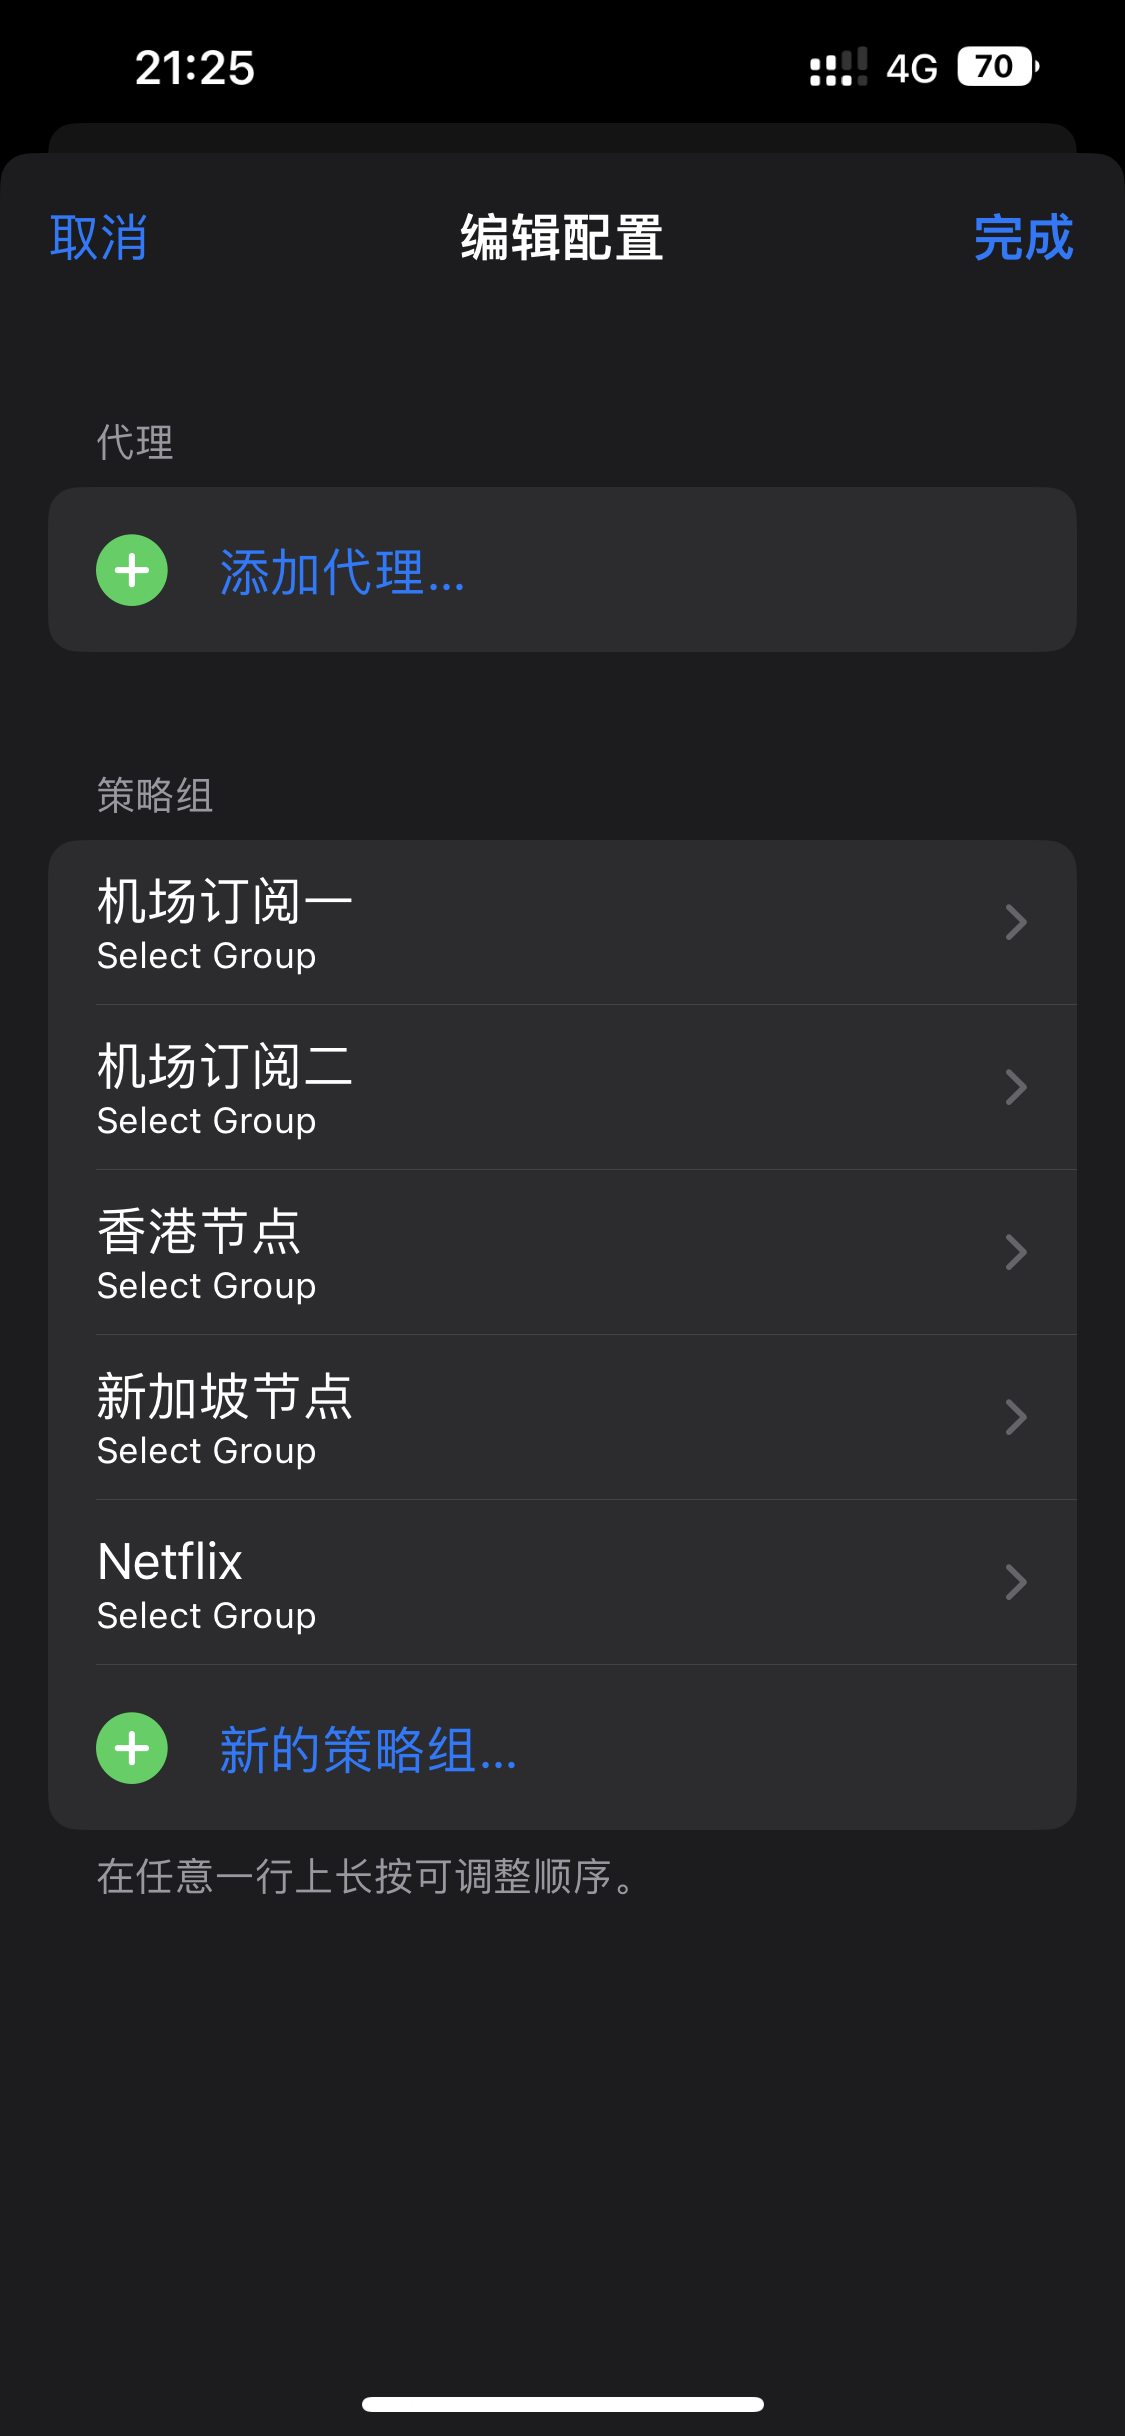 21:25
4G
70
取消
编辑配置
完成
代理
添加代理...
策略组
机场订阅一
Select Group
机场订阅二
Select Group
香港节点
Select Group
新加坡节点
Select Group
Netflix
Select Group
新的策略组...
在任意一行上长按可调整顺序。